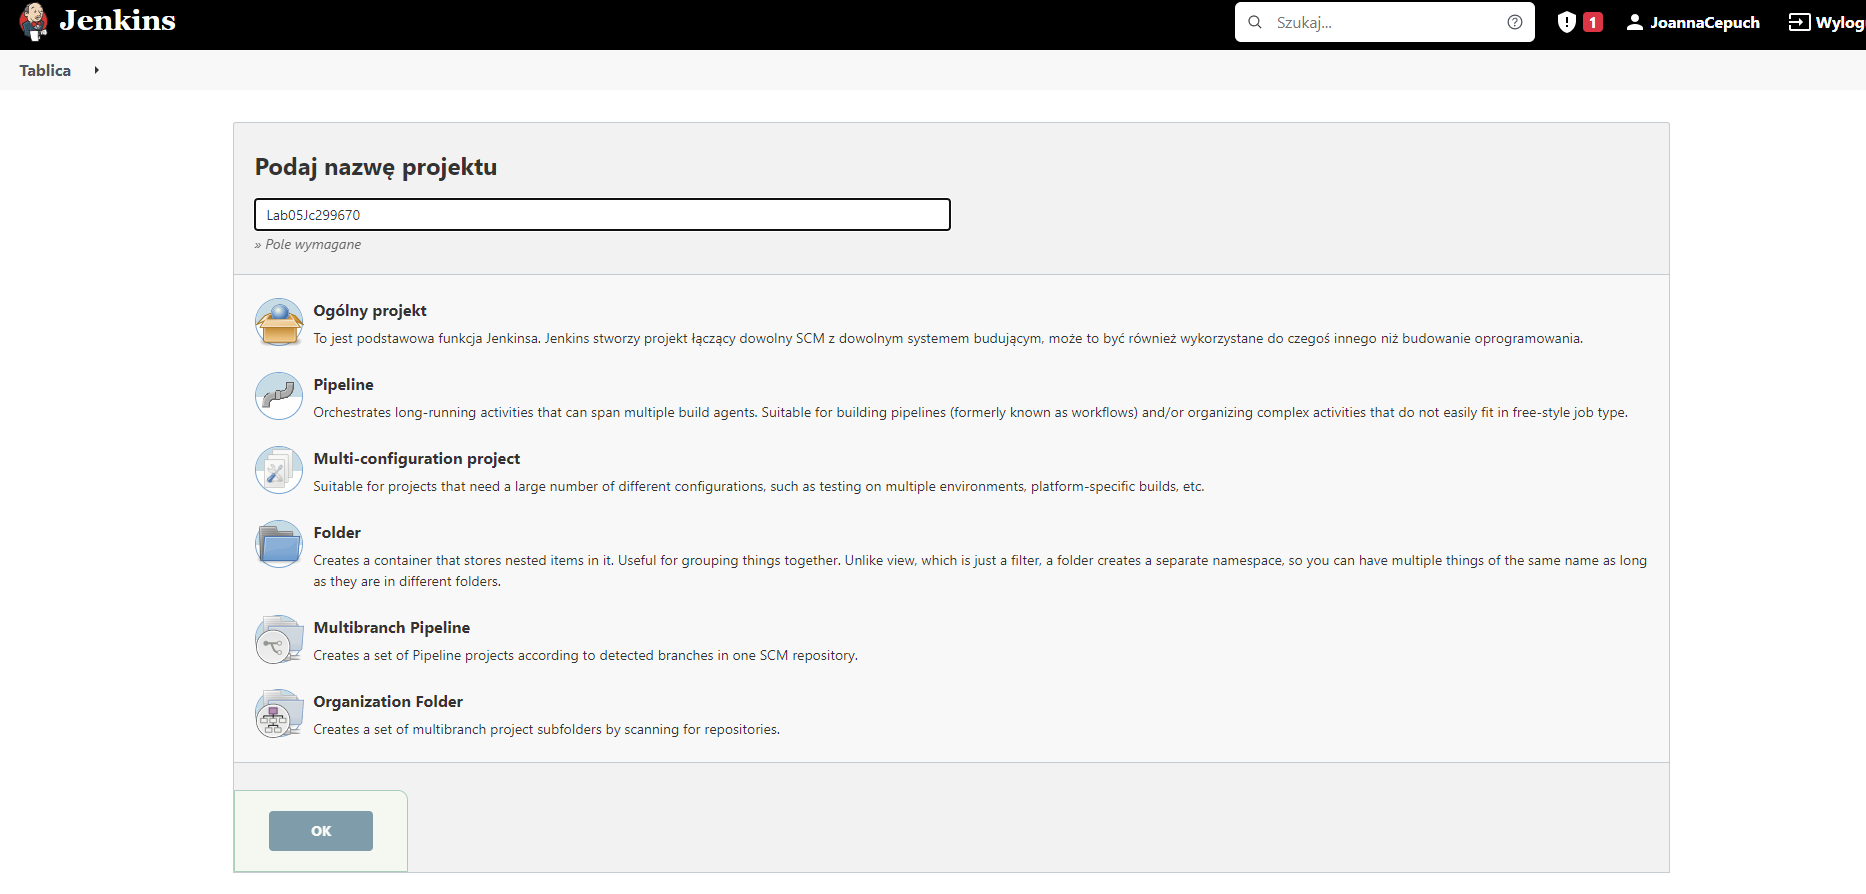 Jenkins
Szukaj...
1
JoannaCepuch
Wylog
Tablica
Podaj nazwę projektu
Lab05Jc299670
» Pole wymagane
Ogólny projekt
To jest podstawowa funkcja Jenkinsa. Jenkins stworzy projekt łączący dowolny SCM z dowolnym systemem budującym, może to być również wykorzystane do czegoś innego niż budowanie oprogramowania.
Pipeline
Orchestrates long-running activities that can span multiple build agents. Suitable for building pipelines (formerly known as workflows) and/or organizing complex activities that do not easily fit in free-style job type.
Multi-configuration project
Suitable for projects that need a large number of different configurations, such as testing on multiple environments, platform-specific builds, etc.
Folder
Creates a container that stores nested items in it. Useful for grouping things together. Unlike view, which is just a filter, a folder creates a separate namespace, so you can have multiple things of the same name as long
as they are in different folders.
Multibranch Pipeline
Creates a set of Pipeline projects according to detected branches in one SCM repository.
Organization Folder
Creates a set of multibranch project subfolders by scanning for repositories.
OK